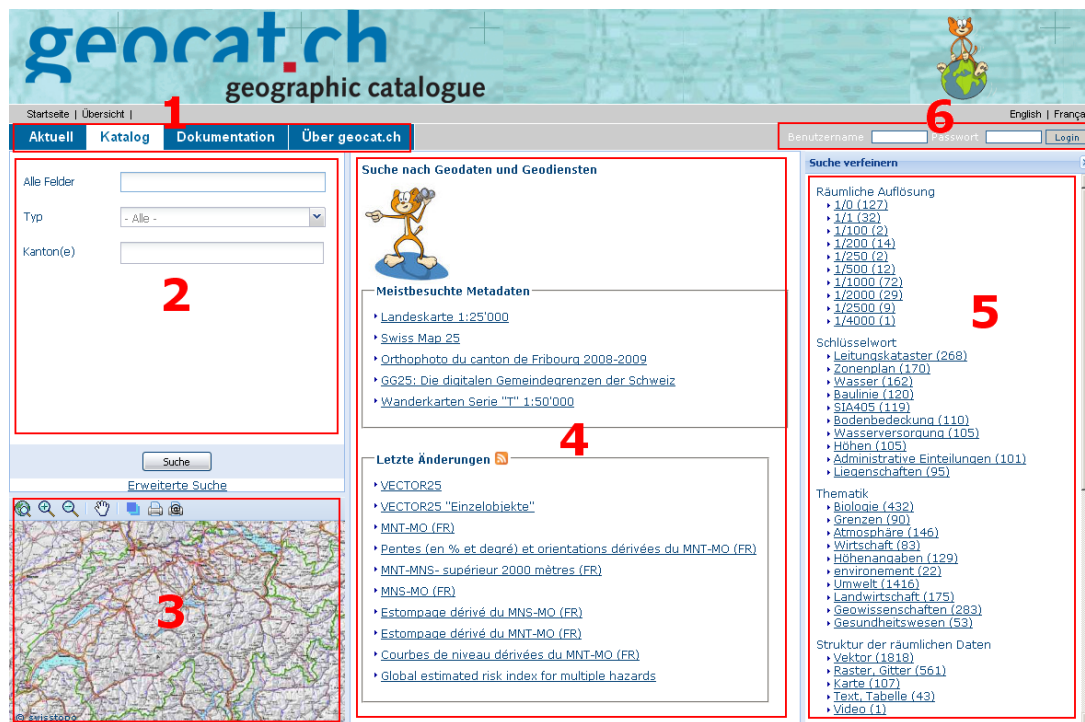 geocat.ch
geographic catalogue
Startseite | Übersicht |
English | França
1
6
Aktuell Katalog Dokumentation Über geocat.ch
Benutzername Passwort Login
Alle Felder
Typ - Alle -
Kanton(e)
2
Suche
Erweiterte Suche
3
© swisstopo
Suche nach Geodaten und Geodiensten
Meistbesuchte Metadaten
Landeskarte 1:25'000
Swiss Map 25
Orthophoto du canton de Fribourg 2008-2009
GG25: Die digitalen Gemeindegrenzen der Schweiz
Wanderkarten Serie "T" 1:50'000
4
Letzte Änderungen
VECTOR25
VECTOR25 "Einzelobjekte"
MNT-MO (FR)
Pentes (en % et degré) et orientations dérivées du MNT-MO (FR)
MNT-MNS- supérieur 2000 mètres (FR)
MNS-MO (FR)
Estompage dérivé du MNS-MO (FR)
Estompage dérivé du MNT-MO (FR)
Courbes de niveau dérivées du MNT-MO (FR)
Global estimated risk index for multiple hazards
Suche verfeinern
Räumliche Auflösung
1/0 (127)
1/1 (32)
1/100 (2)
1/200 (14)
1/250 (2)
1/500 (12)
1/1000 (72)
1/2000 (29)
1/2500 (9)
1/4000 (1)
5
Schlüsselwort
Leitungskataster (268)
Zonenplan (170)
Wasser (162)
Baulinie (120)
SIA405 (119)
Bodenbedeckung (110)
Wasserversorgung (105)
Höhen (105)
Administrative Einteilungen (101)
Liegenschaften (95)
Thematik
Biologie (432)
Grenzen (90)
Atmosphäre (146)
Wirtschaft (83)
Höhenangaben (129)
environement (22)
Umwelt (1416)
Landwirtschaft (175)
Geowissenschaften (283)
Gesundheitswesen (53)
Struktur der räumlichen Daten
Vektor (1818)
Raster, Gitter (561)
Karte (107)
Text, Tabelle (43)
Video (1)